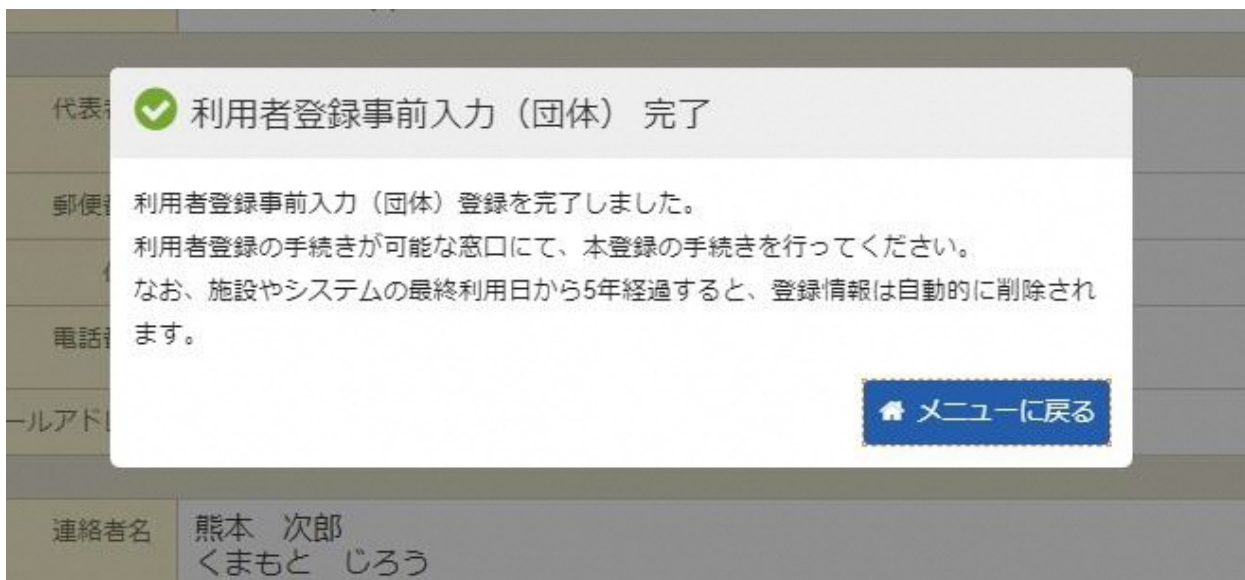 代表
利用者登録事前入力（団体） 完了
郵便
利用者登録事前入力（団体）登録を完了しました。
利用者登録の手続きが可能な窓口にて、本登録の手続きを行ってください。
なお、施設やシステムの最終利用日から5年経過すると、登録情報は自動的に削除され
電話
ます。
メニューに戻る
ールアド
連絡者名
熊本　次郎
くまもと　じろう